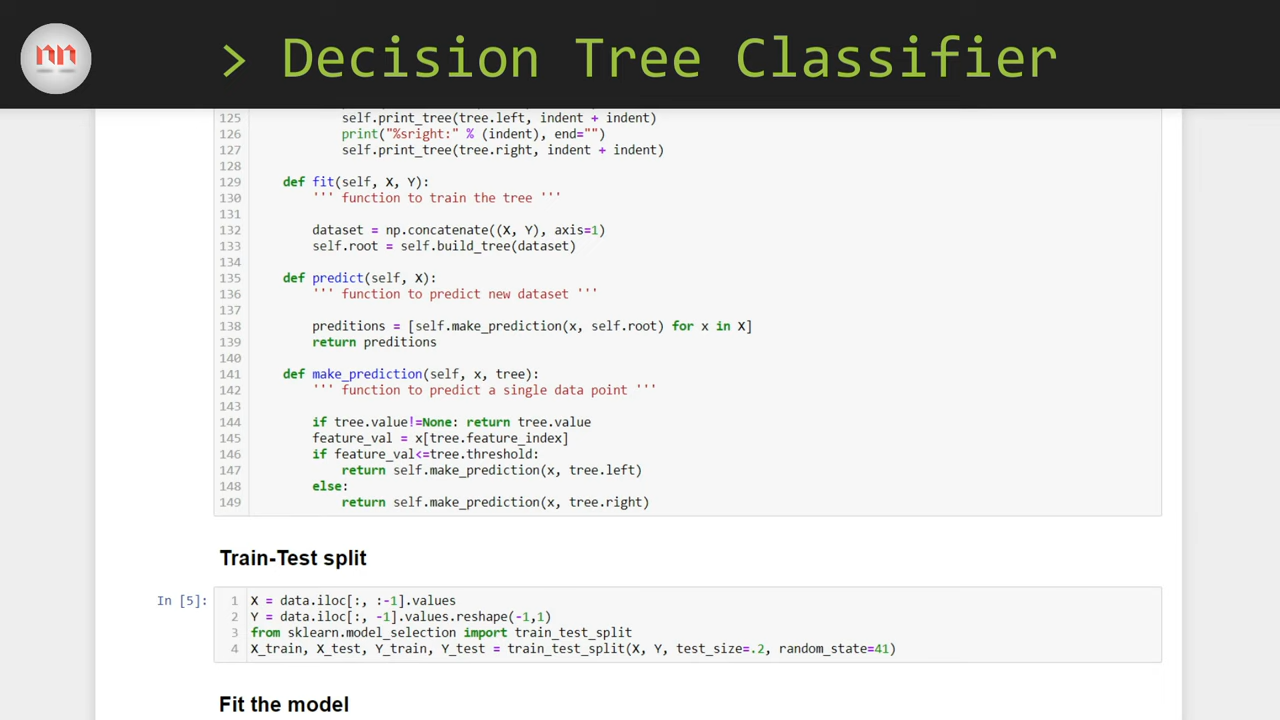 nn
> Decision Tree Classifier
125 self.print_tree(tree.left, indent + indent)
126 print("%sright:" % (indent), end="")
127 self.print_tree(tree.right, indent + indent)
128
129 def fit(self, X, Y):
130 ''' function to train the tree '''
131
132 dataset = np.concatenate((X, Y), axis=1)
133 self.root = self.build_tree(dataset)
134
135 def predict(self, X):
136 ''' function to predict new dataset '''
137
138 preditions = [self.make_prediction(x, self.root) for x in X]
139 return preditions
140
141 def make_prediction(self, x, tree):
142 ''' function to predict a single data point '''
143
144 if tree.value!=None: return tree.value
145 feature_val = x[tree.feature_index]
146 if feature_val<=tree.threshold:
147 return self.make_prediction(x, tree.left)
148 else:
149 return self.make_prediction(x, tree.right)
Train-Test split
In [5]:
1 X = data.iloc[:, :-1].values
2 Y = data.iloc[:, -1].values.reshape(-1,1)
3 from sklearn.model_selection import train_test_split
4 X_train, X_test, Y_train, Y_test = train_test_split(X, Y, test_size=.2, random_state=41)
Fit the model